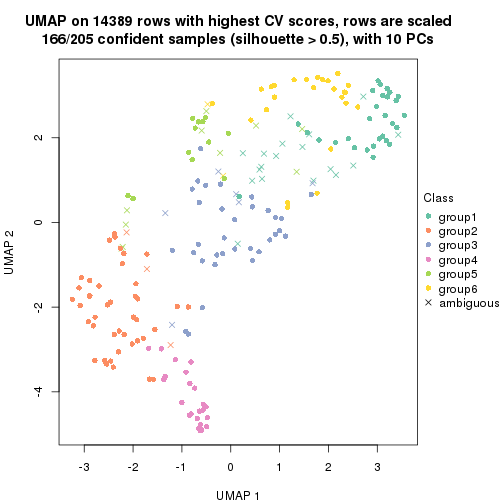 UMAP on 14389 rows with highest CV scores, rows are scaled
166/205 confident samples (silhouette > 0.5), with 10 PCs
2
0
-2
-4
UMAP 2
-3
-2
-1
0
1
2
3
UMAP 1
Class
group1
group2
group3
group4
group5
group6
ambiguous